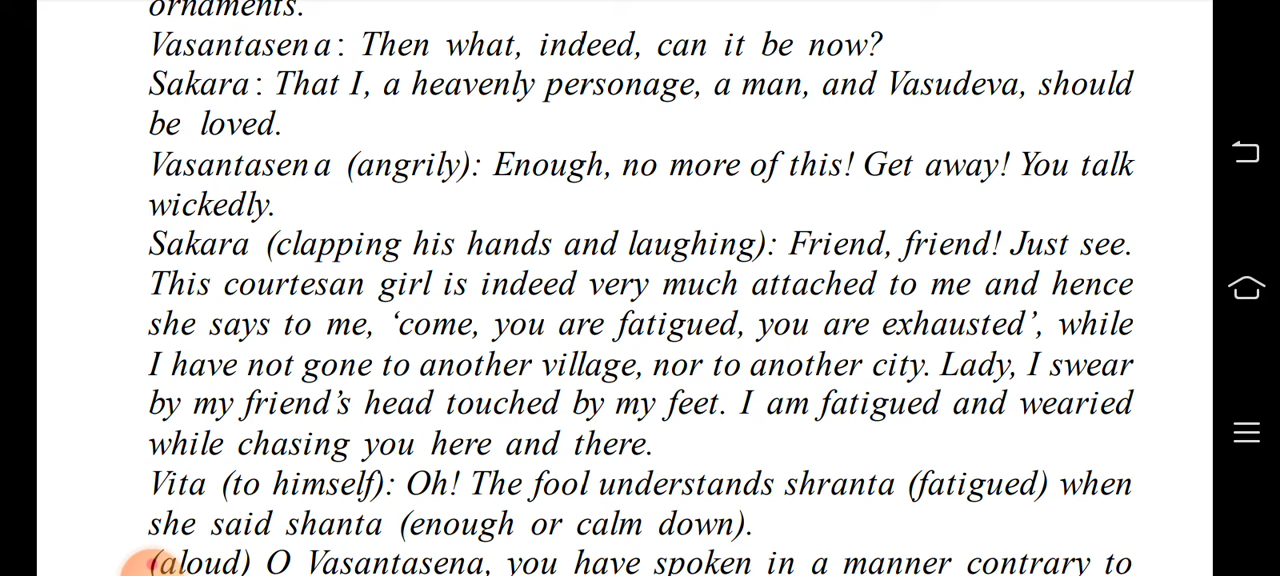 ornaments.
Vasantasena: Then what, indeed, can it be now?
Sakara: That I, a heavenly personage, a man, and Vasudeva, should
be loved.
Vasantasena (angrily): Enough, no more of this! Get away! You talk
wickedly.
Sakara (clapping his hands and laughing): Friend, friend! Just see.
This courtesan girl is indeed very much attached to me and hence
she says to me, ‘come, you are fatigued, you are exhausted’, while
I have not gone to another village, nor to another city. Lady, I swear
by my friend’s head touched by my feet. I am fatigued and wearied
while chasing you here and there.
Vita (to himself): Oh! The fool understands shranta (fatigued) when
she said shanta (enough or calm down).
(aloud) O Vasantasena, you have spoken in a manner contrary to